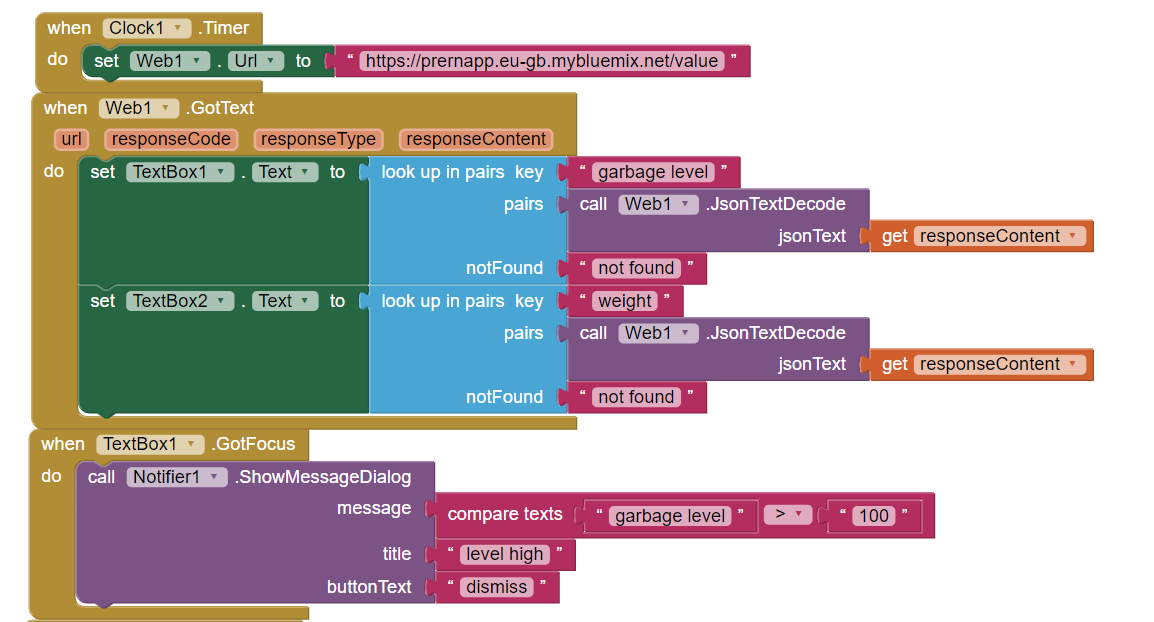 when Clock1 .Timer
do set Web1 . Url to “ https://prernapp.eu-gb.mybluemix.net/value ”
when Web1 .GotText
url responseCode responseType responseContent
do set TextBox1 . Text to look up in pairs key “ garbage level ”
pairs call Web1 .JsonTextDecode
jsonText get responseContent
notFound “ not found ”
set TextBox2 . Text to look up in pairs key “ weight ”
pairs call Web1 .JsonTextDecode
jsonText get responseContent
notFound “ not found ”
when TextBox1 .GotFocus
do call Notifier1 .ShowMessageDialog
message compare texts “ garbage level ” > “ 100 ”
title “ level high ”
buttonText “ dismiss ”